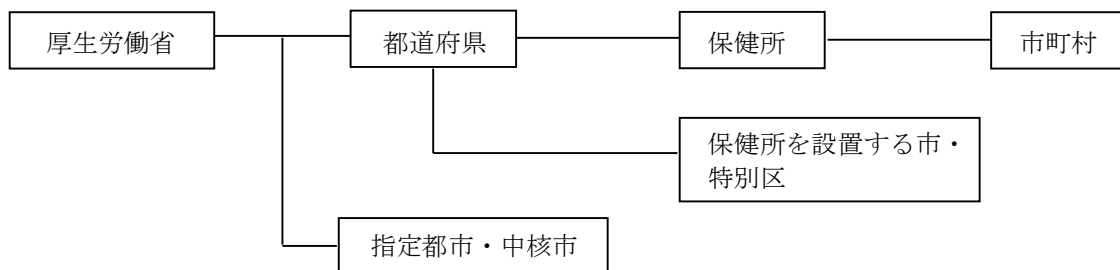 厚生労働省
都道府県
保健所
市町村
保健所を設置する市・
特別区
指定都市・中核市